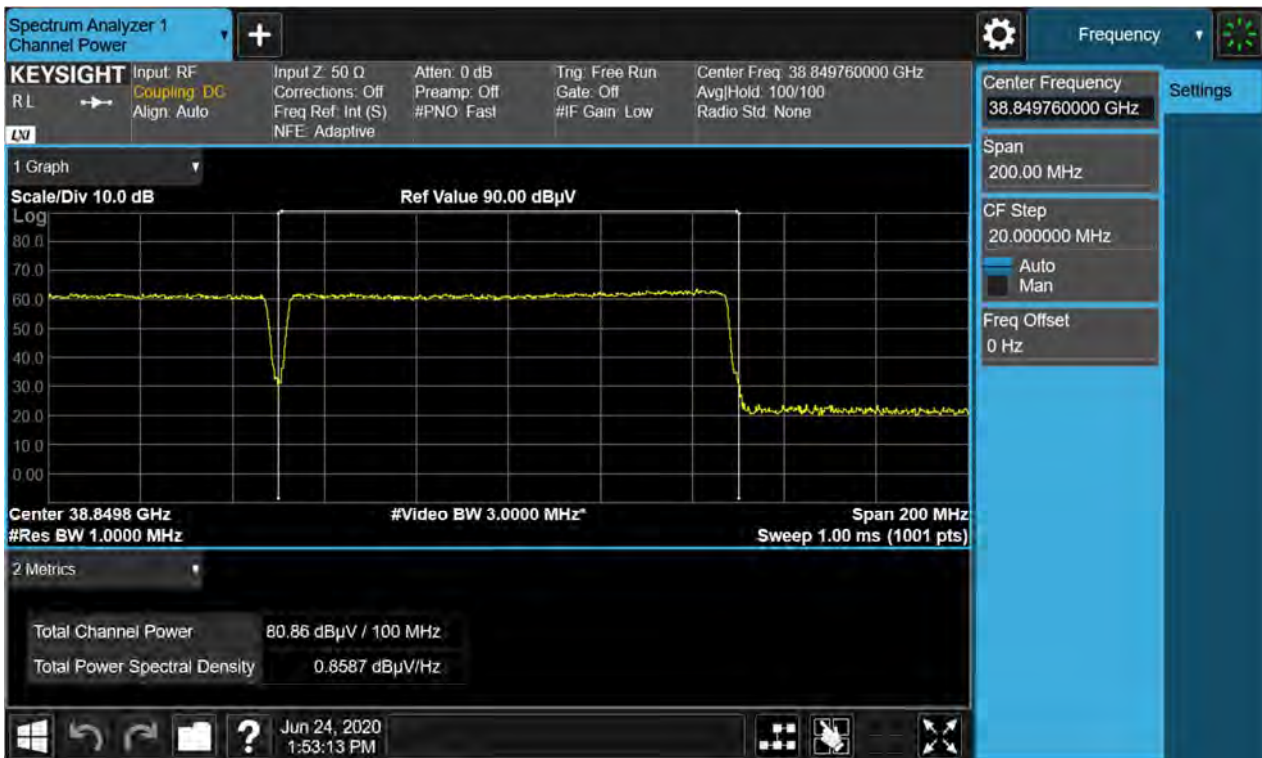 Spectrum Analyzer 1
Channel Power
+
Frequency
KEYSIGHT
RL
LXI
Input: RF
Coupling: DC
Align: Auto
Input Z: 50 Ω
Corrections: Off
Freq Ref: Int (S)
NFE: Adaptive
Atten: 0 dB
Preamp: Off
#PNO: Fast
Trig: Free Run
Gate: Off
#IF Gain: Low
Center Freq: 38.849760000 GHz
Avg|Hold: 100/100
Radio Std: None
Center Frequency
38.849760000 GHz
Settings
Span
200.00 MHz
CF Step
20.000000 MHz
Auto
Man
Freq Offset
0 Hz
1 Graph
Scale/Div 10.0 dB
Ref Value 90.00 dBµV
Log
80.0
70.0
60.0
50.0
40.0
30.0
20.0
10.0
0.00
Center 38.8498 GHz
#Video BW 3.0000 MHz*
Span 200 MHz
#Res BW 1.0000 MHz
Sweep 1.00 ms (1001 pts)
2 Metrics
Total Channel Power 80.86 dBµV / 100 MHz
Total Power Spectral Density 0.8587 dBµV/Hz
?
Jun 24, 2020
1:53:13 PM